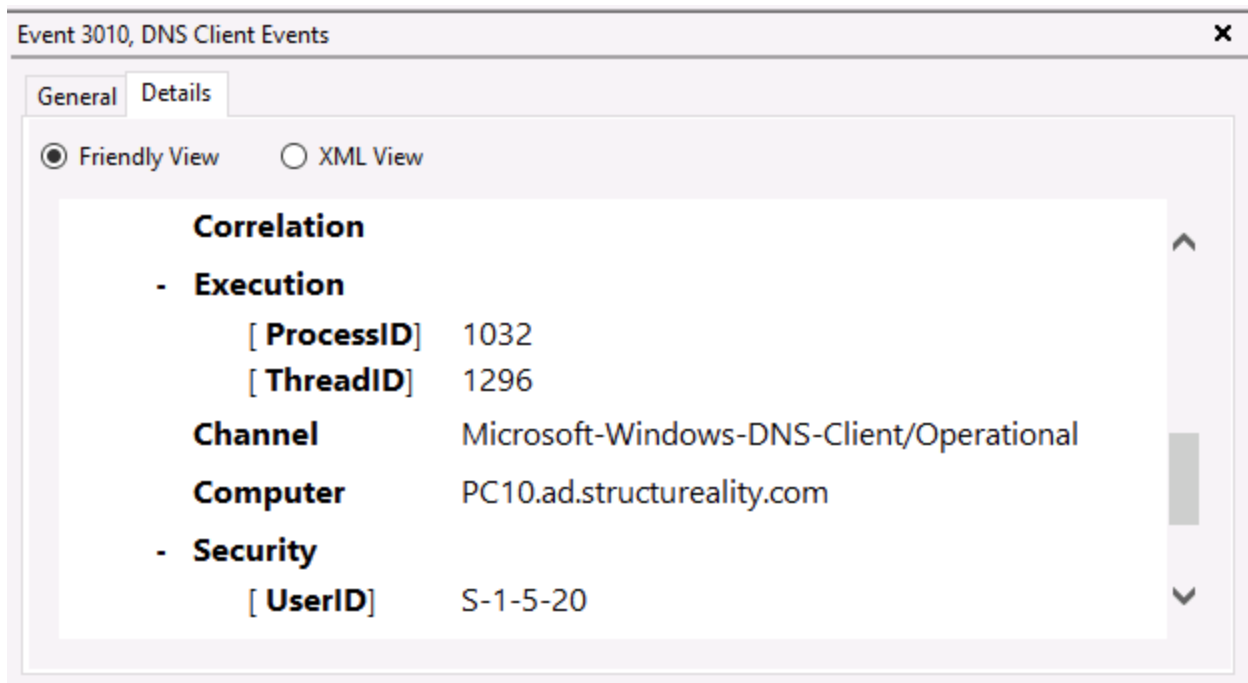 Event 3010, DNS Client Events
General Details
Friendly View XML View
Correlation
- Execution
[ ProcessID] 1032
[ ThreadID] 1296
Channel Microsoft-Windows-DNS-Client/Operational
Computer PC10.ad.structureality.com
- Security
[ UserID] S-1-5-20